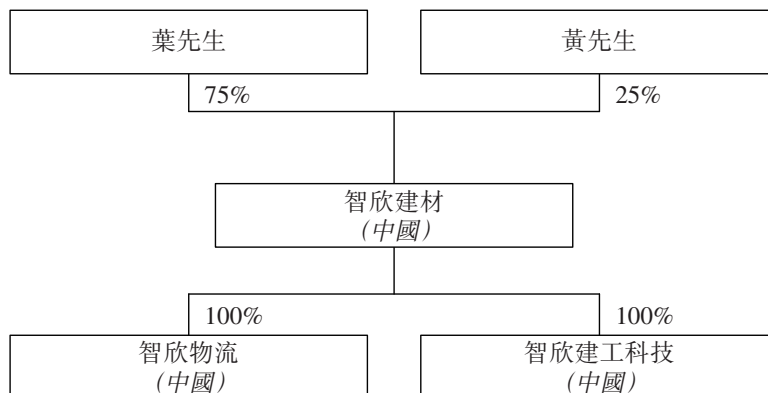 葉先生
黃先生
75%
25%
智欣建材
(中國)
100%
100%
智欣物流
(中國)
智欣建工科技
(中國)